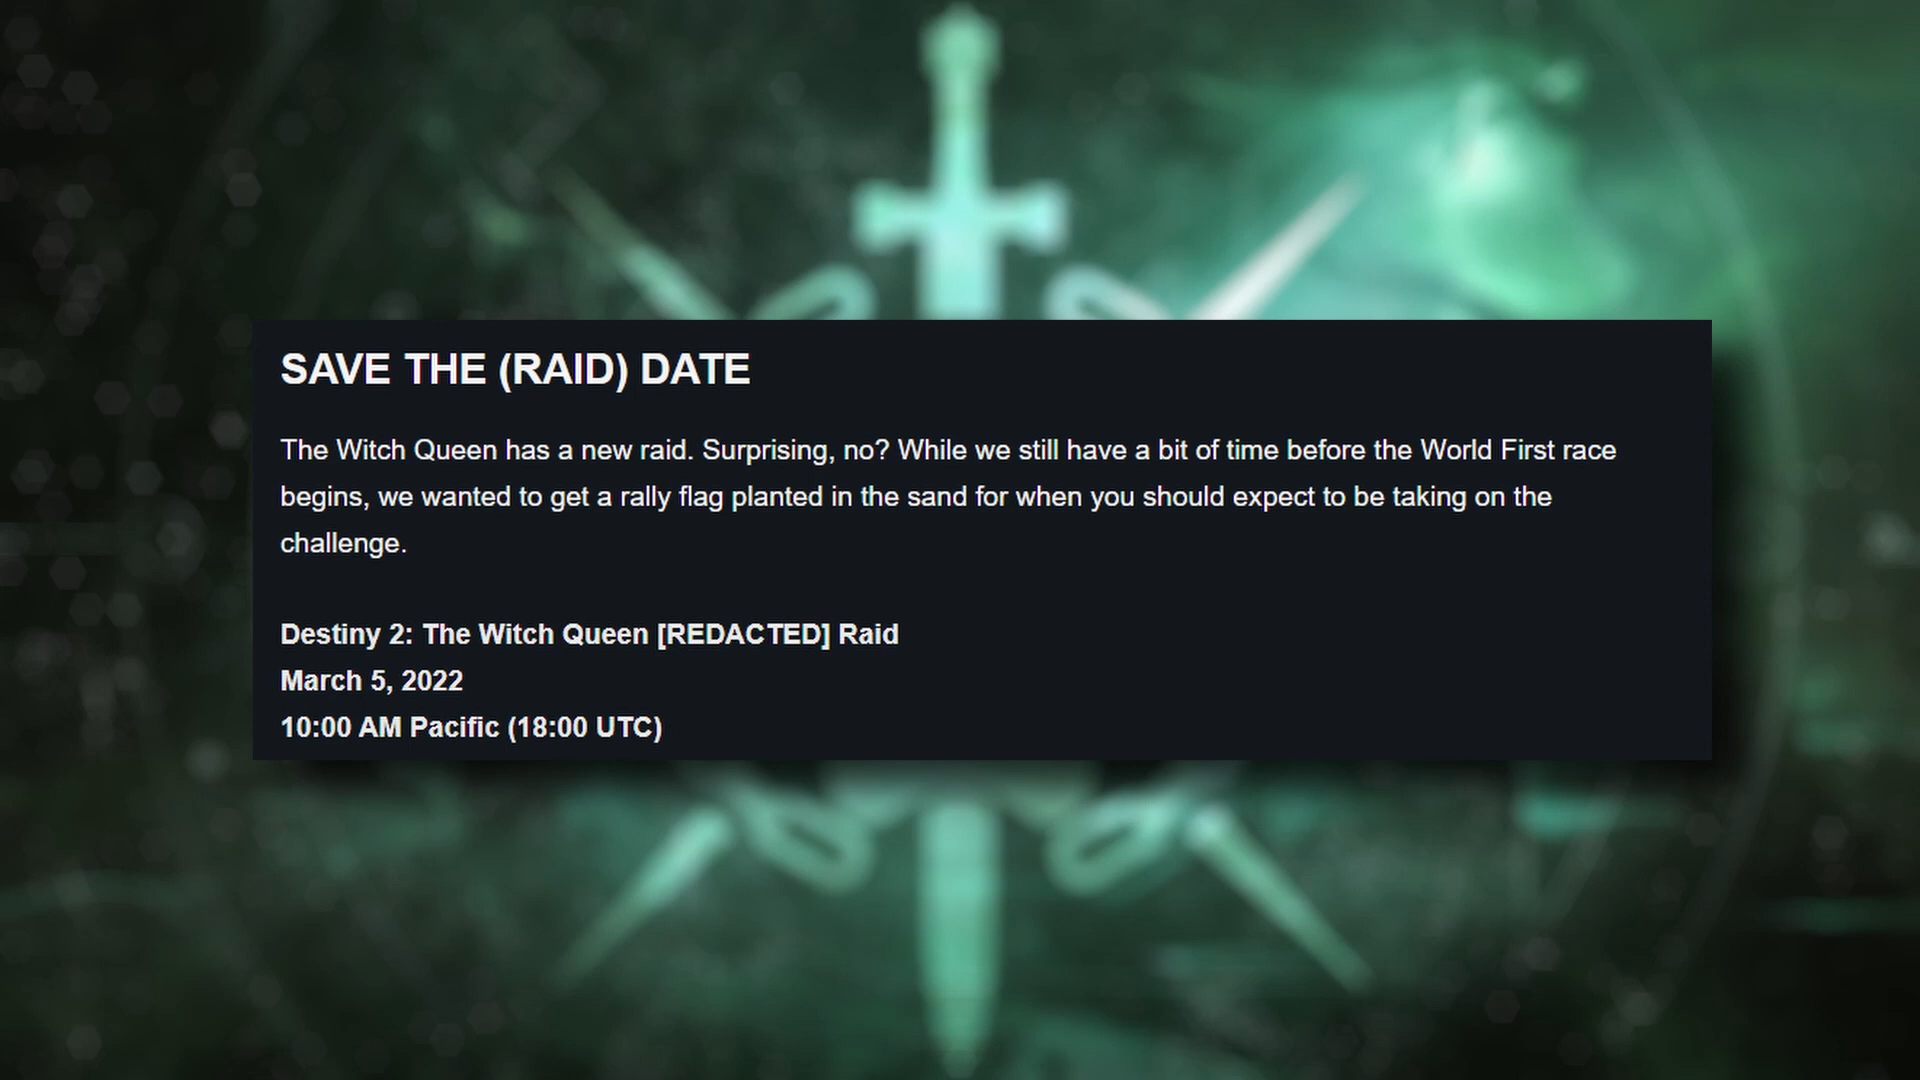 SAVE THE (RAID) DATE
The Witch Queen has a new raid. Surprising, no? While we still have a bit of time before the World First race
begins, we wanted to get a rally flag planted in the sand for when you should expect to be taking on the
challenge.
Destiny 2: The Witch Queen [REDACTED] Raid
March 5, 2022
10:00 AM Pacific (18:00 UTC)